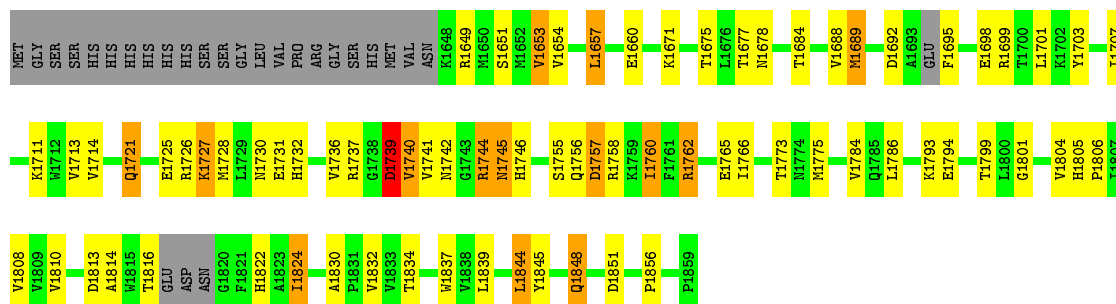 MET GLY SER SER HIS HIS HIS HIS HIS HIS SER SER GLY LEU VAL PRO ARG GLY SER HIS MET VAL ASN K1648 R1649 M1650 S1651 M1652 V1653 V1654 L1657 E1660 K1671 T1675 L1676 T1677 N1678 T1684 V1688 M1689 D1692 A1693 GLU F1695 E1698 R1699 T1700 L1701 K1702 Y1703 I1707
K1711 W1712 V1713 V1714 Q1721 E1725 R1726 K1727 M1728 L1729 N1730 E1731 H1732 V1736 R1737 G1738 D1739 V1740 V1741 N1742 G1743 R1744 N1745 H1746 S1755 Q1756 D1757 R1758 K1759 I1760 F1761 R1762 E1765 I1766 T1773 N1774 M1775 V1784 Q1785 L1786 K1793 E1794 T1799 L1800 G1801 V1804 H1805 P1806 I1807
V1808 V1809 V1810 D1813 A1814 W1815 T1816 GLU ASP ASN G1820 F1821 H1822 A1823 I1824 A1830 P1831 V1832 V1833 T1834 W1837 V1838 L1839 L1844 Y1845 Q1848 D1851 P1856 P1859